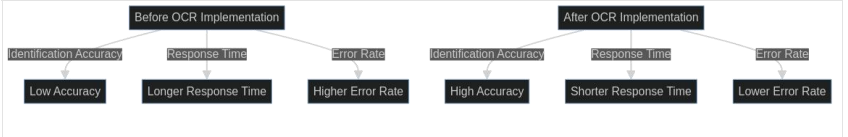 Before OCR Implementation
After OCR Implementation
Identification Accuracy
Response Time
Error Rate
Identification Accuracy
Response Time
Error Rate
Low Accuracy
Longer Response Time
Higher Error Rate
High Accuracy
Shorter Response Time
Lower Error Rate